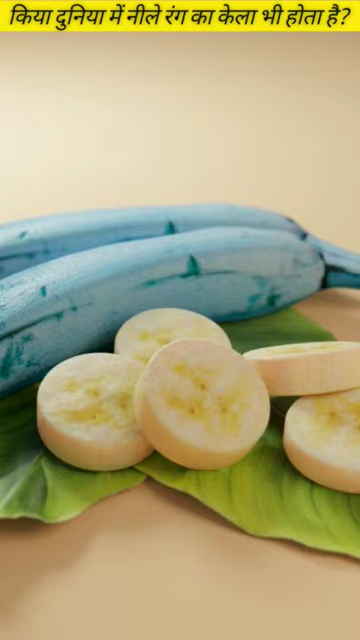 किया दुनिया में नीले रंग का केला भी होता है?